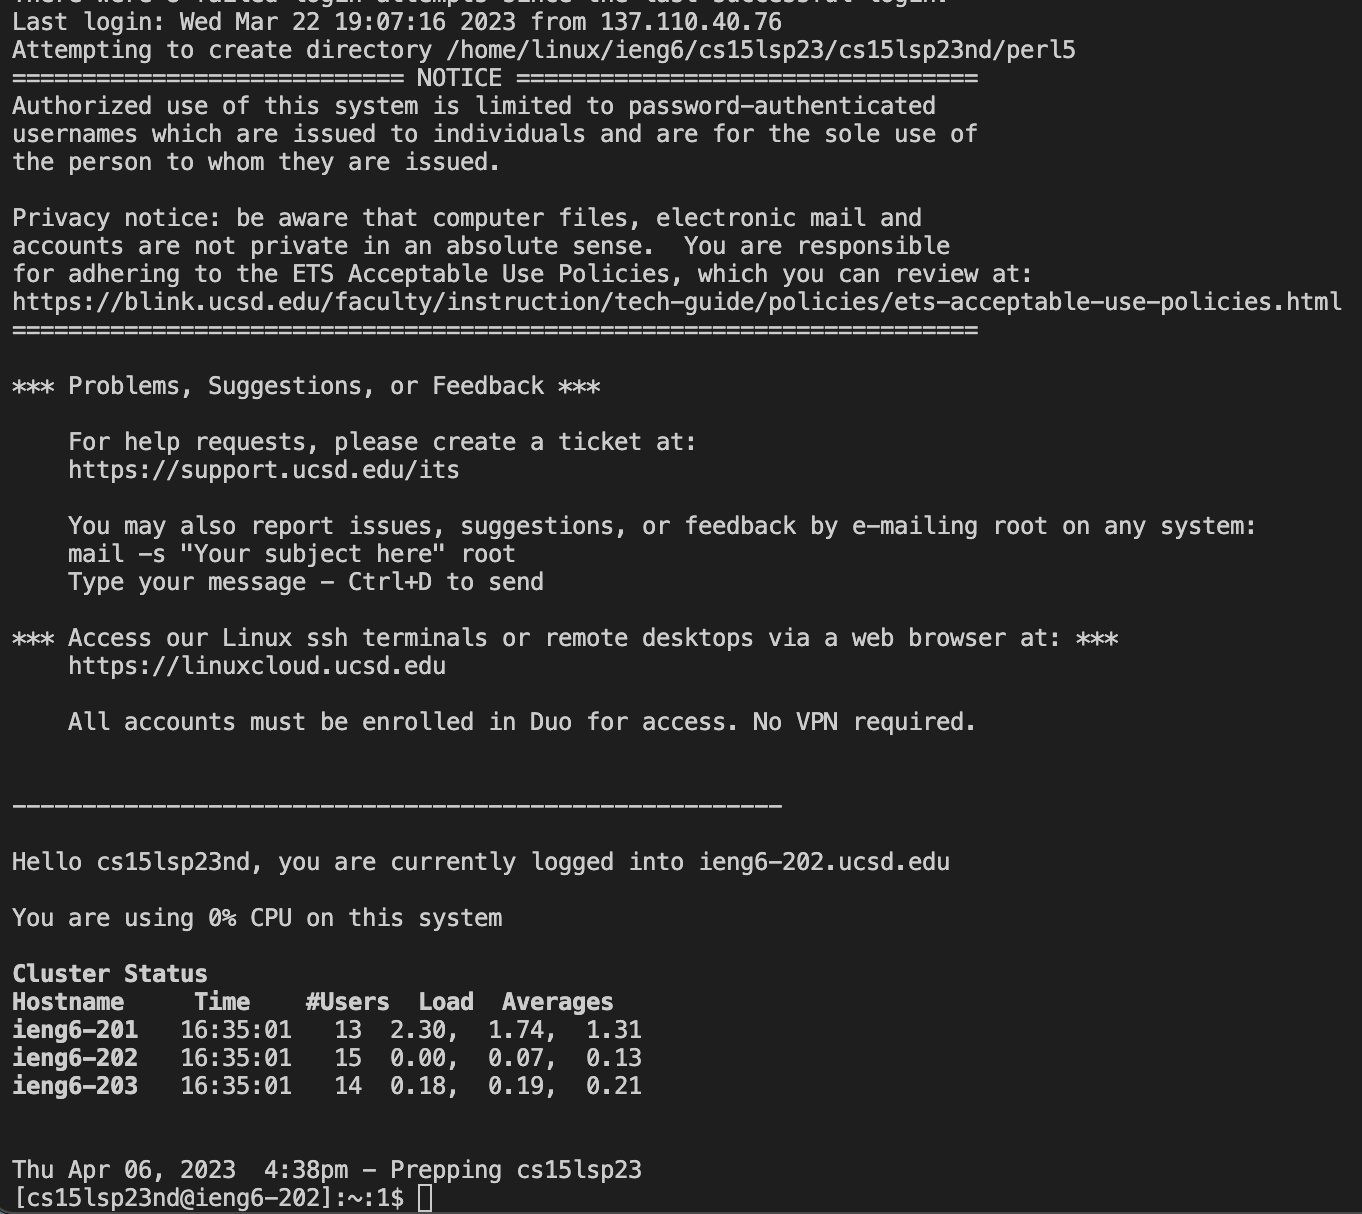 There were 8 failed login attempts since the last successful login.
Last login: Wed Mar 22 19:07:16 2023 from 137.110.40.76
Attempting to create directory /home/linux/ieng6/cs15lsp23/cs15lsp23nd/perl5
============================ NOTICE =================================
Authorized use of this system is limited to password-authenticated
usernames which are issued to individuals and are for the sole use of
the person to whom they are issued.
Privacy notice: be aware that computer files, electronic mail and
accounts are not private in an absolute sense.  You are responsible
for adhering to the ETS Acceptable Use Policies, which you can review at:
https://blink.ucsd.edu/faculty/instruction/tech-guide/policies/ets-acceptable-use-policies.html
=====================================================================
*** Problems, Suggestions, or Feedback ***
For help requests, please create a ticket at:
https://support.ucsd.edu/its
You may also report issues, suggestions, or feedback by e-mailing root on any system:
mail -s "Your subject here" root
Type your message - Ctrl+D to send
*** Access our Linux ssh terminals or remote desktops via a web browser at: ***
https://linuxcloud.ucsd.edu
All accounts must be enrolled in Duo for access. No VPN required.
-------------------------------------------------------
Hello cs15lsp23nd, you are currently logged into ieng6-202.ucsd.edu
You are using 0% CPU on this system
Cluster Status
Hostname     Time    #Users  Load  Averages
ieng6-201   16:35:01   13  2.30,  1.74,  1.31
ieng6-202   16:35:01   15  0.00,  0.07,  0.13
ieng6-203   16:35:01   14  0.18,  0.19,  0.21
Thu Apr 06, 2023  4:38pm - Prepping cs15lsp23
[cs15lsp23nd@ieng6-202]:~:1$